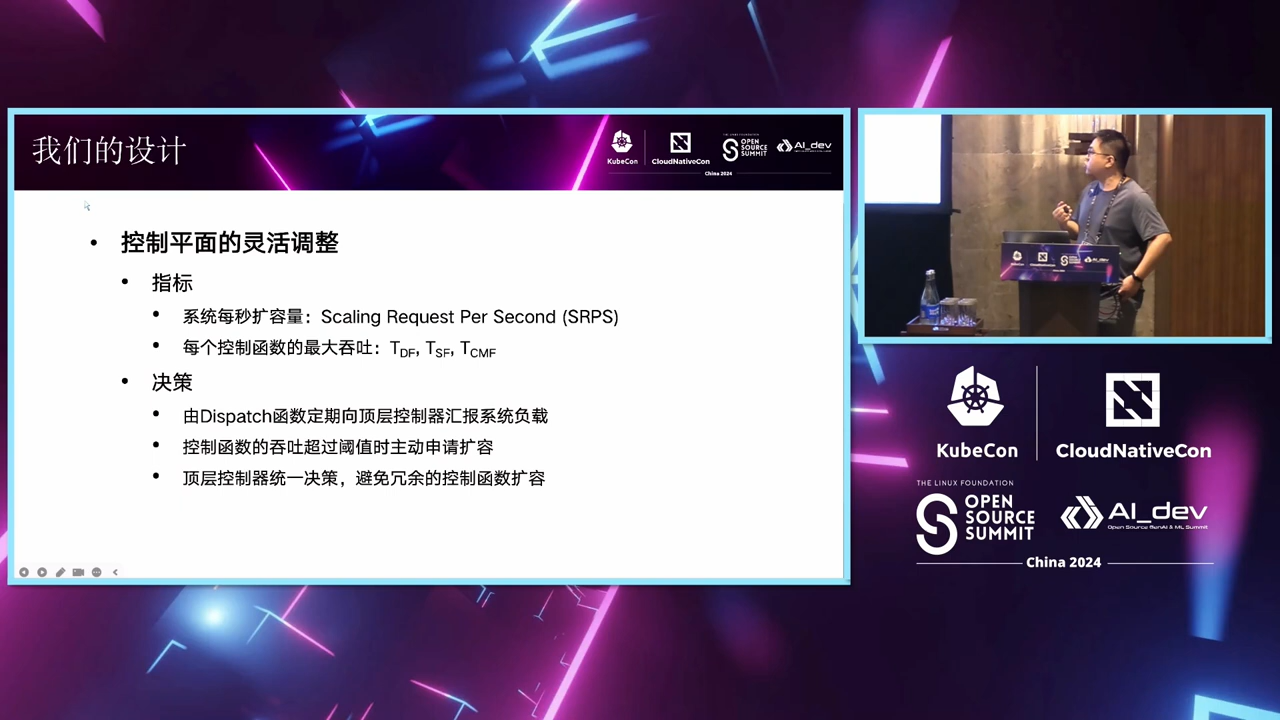 我们的设计
KubeCon
CloudNativeCon
THE LINUX FOUNDATION
OPEN
SOURCE
SUMMIT
AI_dev
China 2024
• 控制平面的灵活调整
• 指标
• 系统每秒扩容量：Scaling Request Per Second (SRPS)
• 每个控制函数的最大吞吐：T_DF, T_SF, T_CMF
• 决策
• 由Dispatch函数定期向顶层控制器汇报系统负载
• 控制函数的吞吐超过阈值时主动申请扩容
• 顶层控制器统一决策，避免冗余的控制函数扩容
KubeCon
CloudNativeCon
THE LINUX FOUNDATION
OPEN
SOURCE
SUMMIT
AI_dev
Open Source GenAI & ML Summit
China 2024